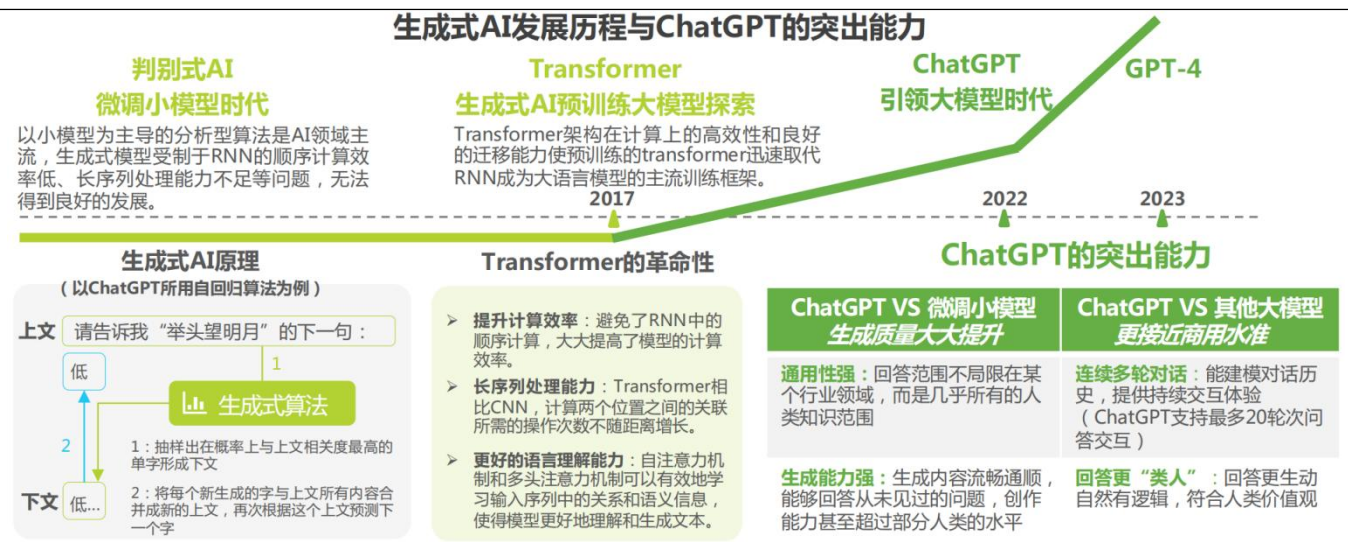 生成式AI发展历程与ChatGPT的突出能力
判别式AI
微调小模型时代
以小模型为主导的分析型算法是AI领域主
流，生成式模型受制于RNN的顺序计算效
率低、长序列处理能力不足等问题，无法
得到良好的发展。
Transformer
生成式AI预训练大模型探索
Transformer架构在计算上的高效性和良好
的迁移能力使预训练的transformer迅速取代
RNN成为大语言模型的主流训练框架。
ChatGPT
引领大模型时代
GPT-4
2017
2022
2023
生成式AI原理
（以ChatGPT所用自回归算法为例）
上文
请告诉我“举头望明月”的下一句：
低
1
生成式算法
2
1：抽样出在概率上与上文相关度最高的
单字形成下文
下文
低...
2：将每个新生成的字与上文所有内容合
并成新的上文，再次根据这个上文预测下
一个字
Transformer的革命性
➢ 提升计算效率：避免了RNN中的
顺序计算，大大提高了模型的计算
效率。
➢ 长序列处理能力：Transformer相
比CNN，计算两个位置之间的关联
所需的操作次数不随距离增长。
➢ 更好的语言理解能力：自注意力机
制和多头注意力机制可以有效地学
习输入序列中的关系和语义信息，
使得模型更好地理解和生成文本。
ChatGPT的突出能力
ChatGPT VS 微调小模型
生成质量大大提升
通用性强：回答范围不局限在某
个行业领域，而是几乎所有的人
类知识范围
生成能力强：生成内容流畅通顺，
能够回答从未见过的问题，创作
能力甚至超过部分人类的水平
ChatGPT VS 其他大模型
更接近商用水准
连续多轮对话：能建模对话历
史，提供持续交互体验
（ChatGPT支持最多20轮次问
答交互）
回答更“类人”：回答更生动
自然有逻辑，符合人类价值观